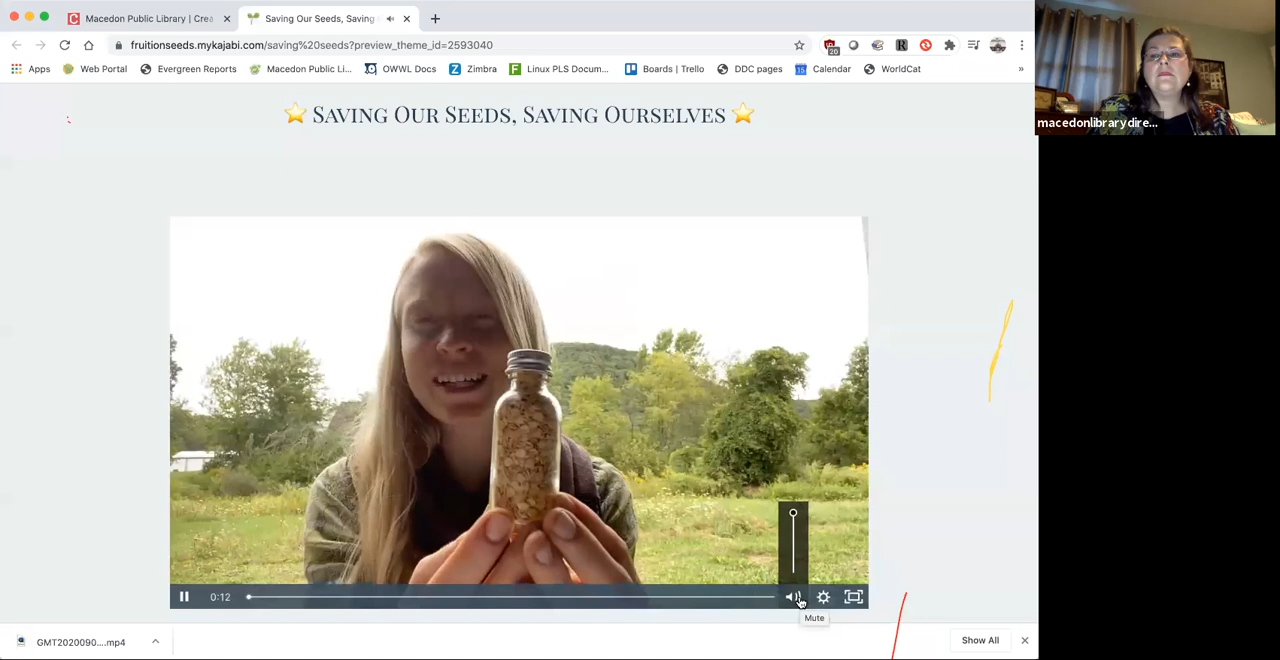 Macedon Public Library | Crea
Saving Our Seeds, Saving
fruitionseeds.mykajabi.com/saving%20seeds?preview_theme_id=2593040
20
Apps Web Portal Evergreen Reports Macedon Public Li... OWWL Docs Zimbra Linux PLS Docum... Boards | Trello DDC pages Calendar WorldCat »
macedonlibrarydire...
SAVING OUR SEEDS, SAVING OURSELVES
0:12
Mute
GMT2020090....mp4
Show All